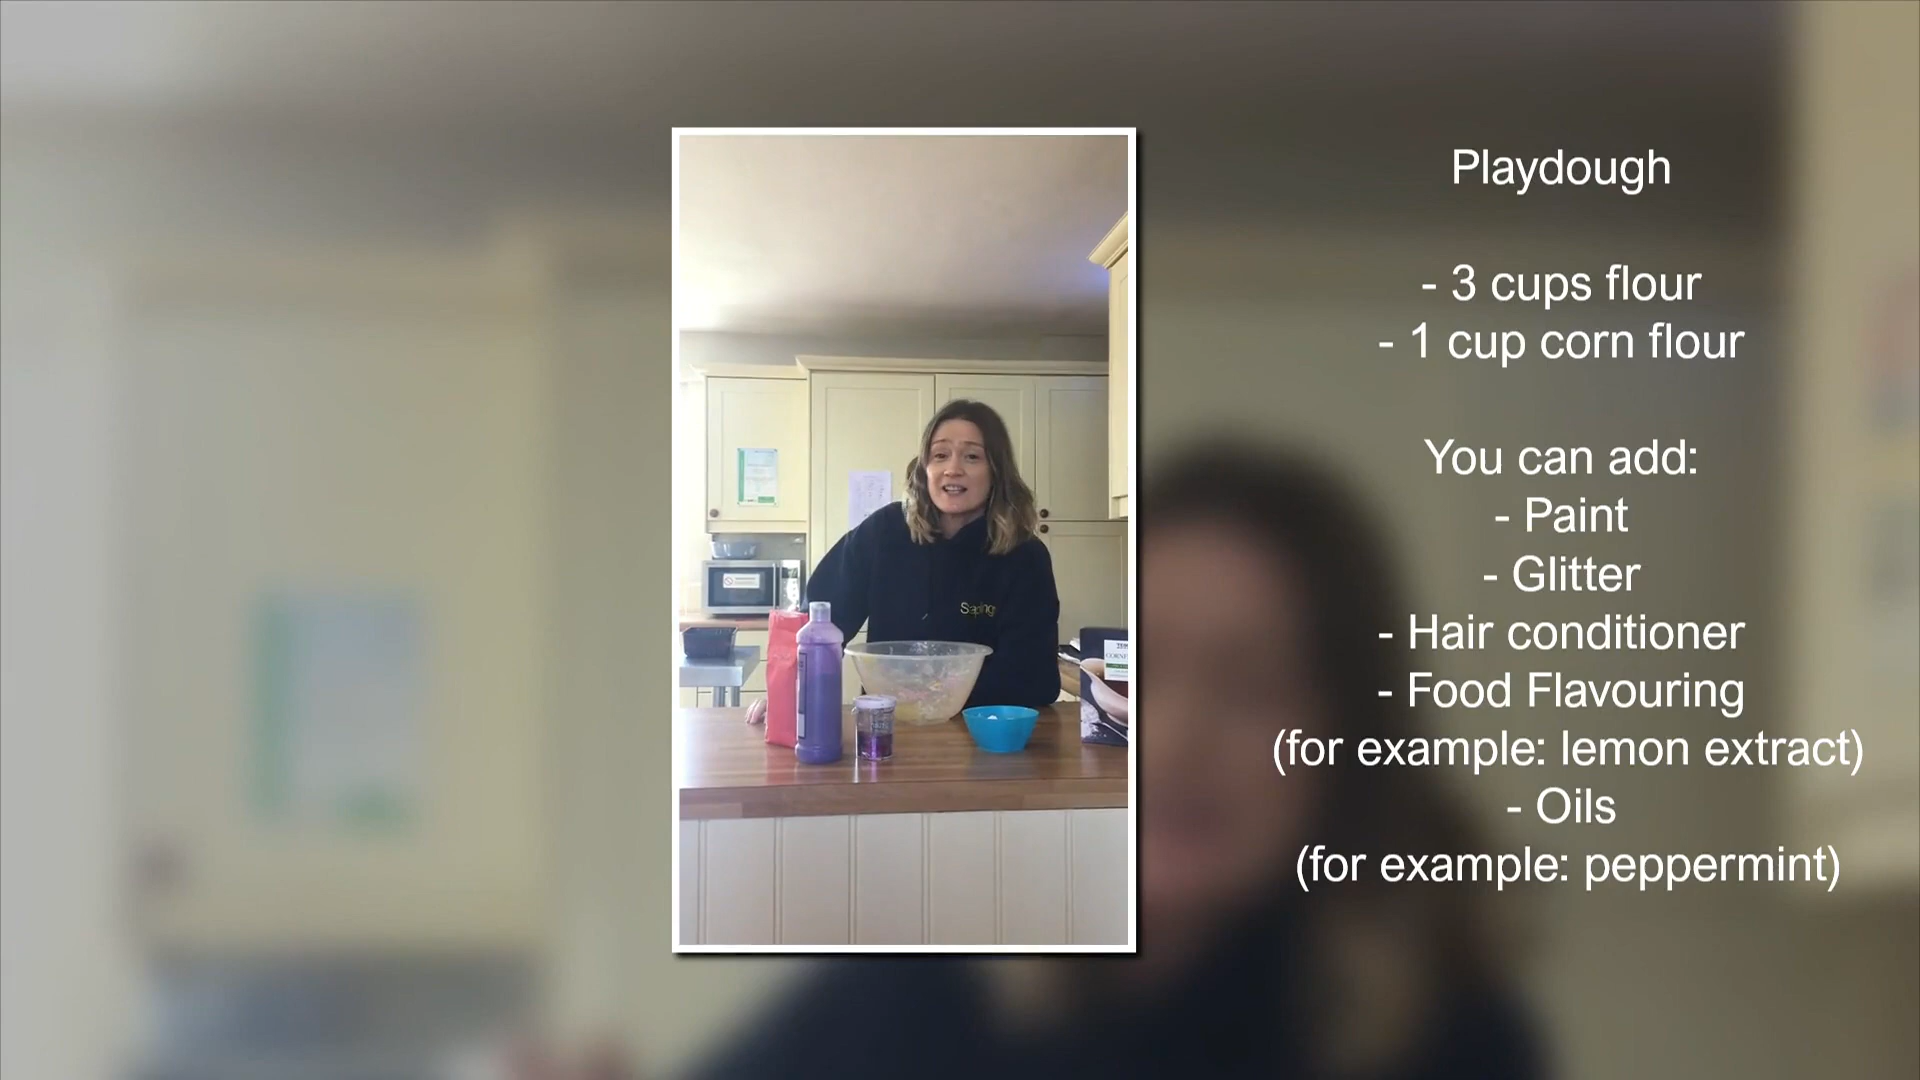 Playdough
- 3 cups flour
- 1 cup corn flour
You can add:
- Paint
- Glitter
- Hair conditioner
- Food Flavouring
(for example: lemon extract)
- Oils
(for example: peppermint)